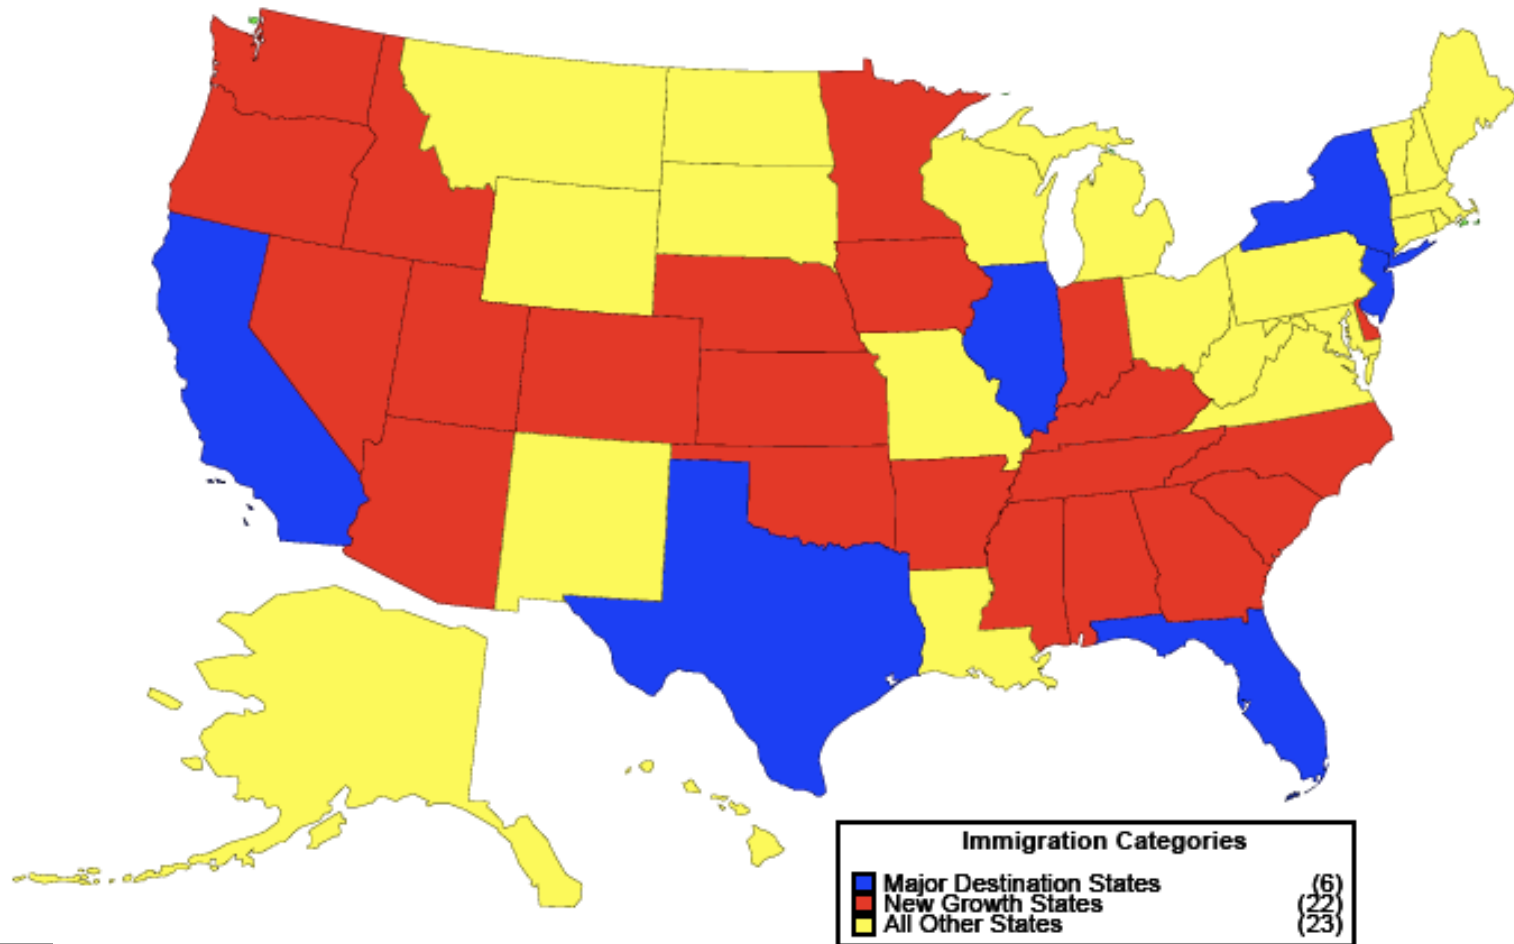 Immigration Categories
Major Destination States (6)
New Growth States (22)
All Other States (23)